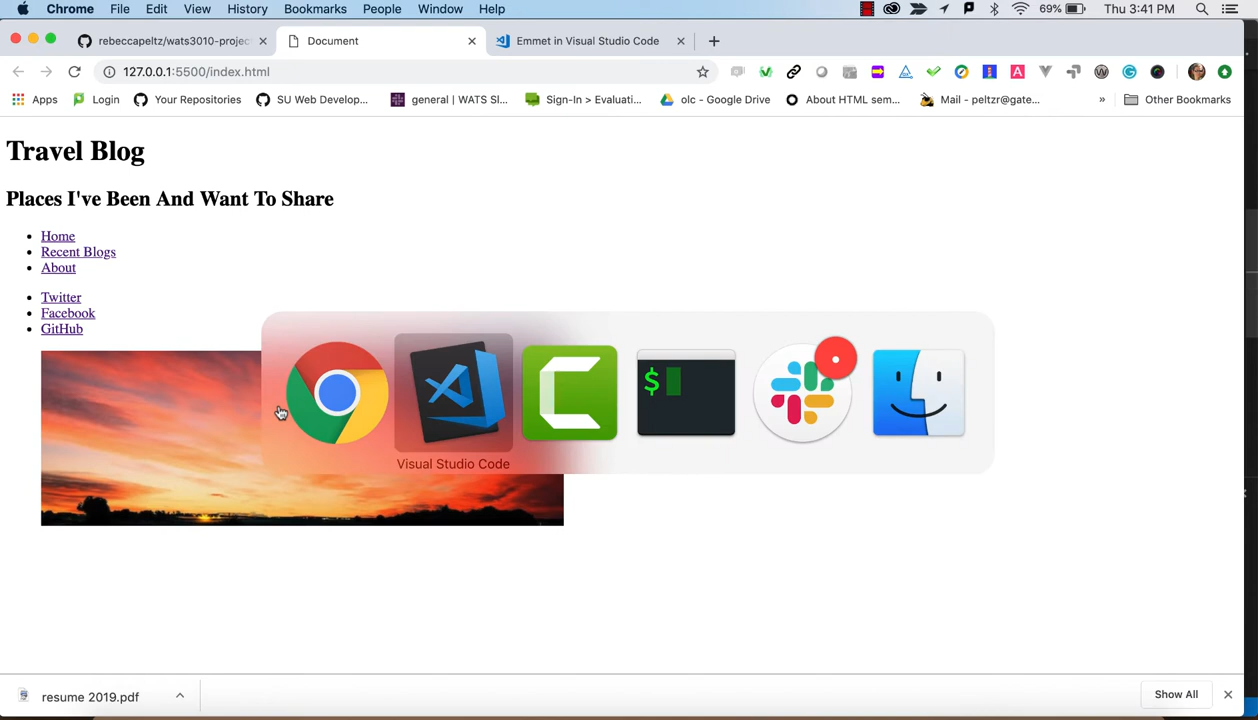 Chrome File Edit View History Bookmarks People Window Help 69% Thu 3:41 PM
rebeccapeltz/wats3010-projec Document Emmet in Visual Studio Code
127.0.0.1:5500/index.html
Apps Login Your Repositories SU Web Develop... general | WATS Sl... Sign-In > Evaluati... olc - Google Drive About HTML sem... Mail - peltzr@gate... » Other Bookmarks
Travel Blog
Places I've Been And Want To Share
Home
Recent Blogs
About
Twitter
Facebook
GitHub
$
Visual Studio Code
resume 2019.pdf Show All